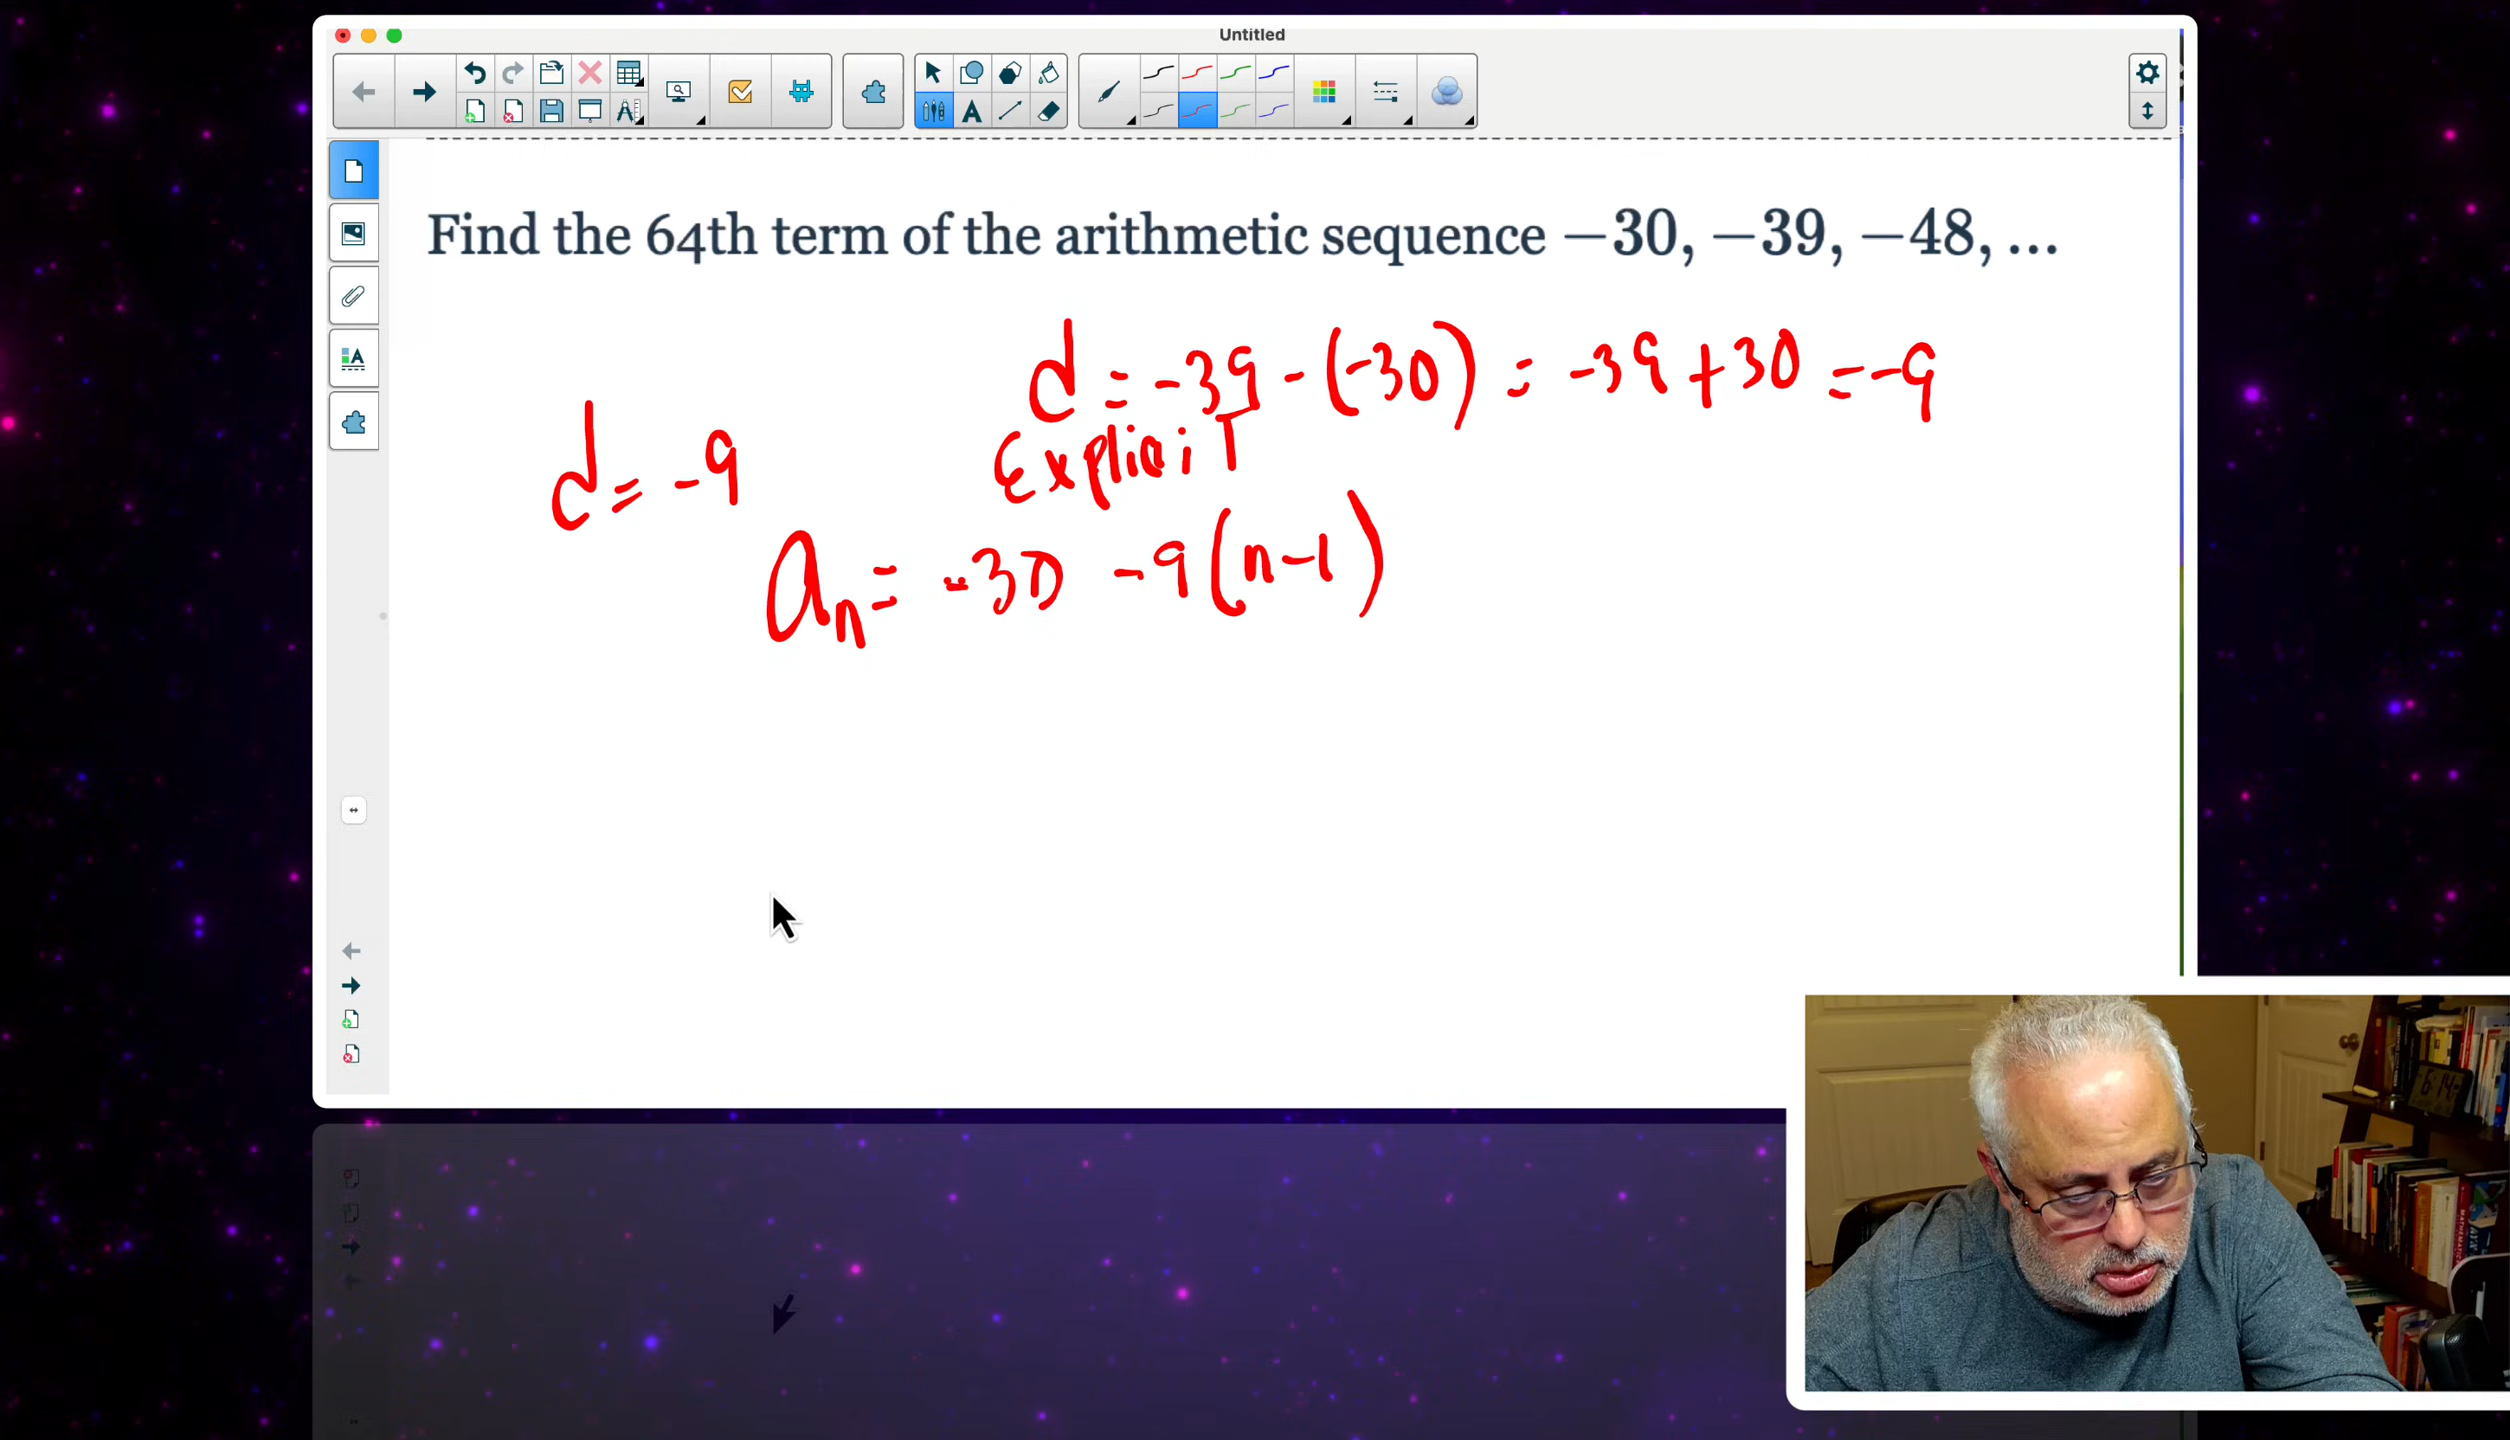 Untitled
Find the 64th term of the arithmetic sequence −30, −39, −48, ...
d = -39 - (-30) = -39 + 30 = -9
d = -9
Explicit
an = -30 -9(n-1)